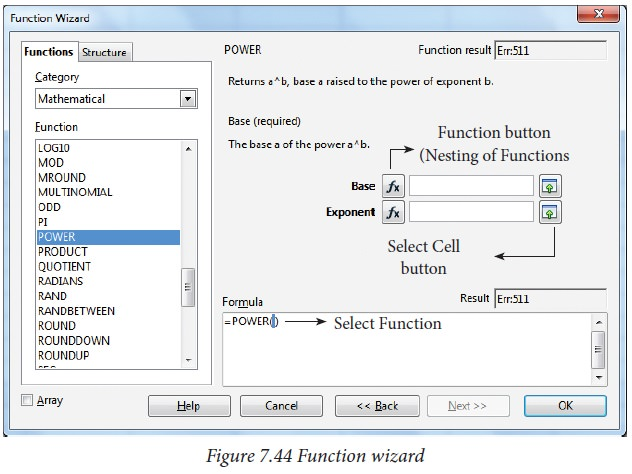 Function Wizard
Functions Structure
Category
Mathematical
Function
LOG10
MOD
MROUND
MULTINOMIAL
ODD
PI
POWER
PRODUCT
QUOTIENT
RADIANS
RAND
RANDBETWEEN
ROUND
ROUNDDOWN
ROUNDUP
Array
POWER
Function result Err:511
Returns a^b, base a raised to the power of exponent b.
Base (required)
The base a of the power a^b.
Function button
(Nesting of Functions
Base fx
Exponent fx
Select Cell
button
Formula
Result Err:511
=POWER() Select Function
Help Cancel << Back Next >> OK
Figure 7.44 Function wizard